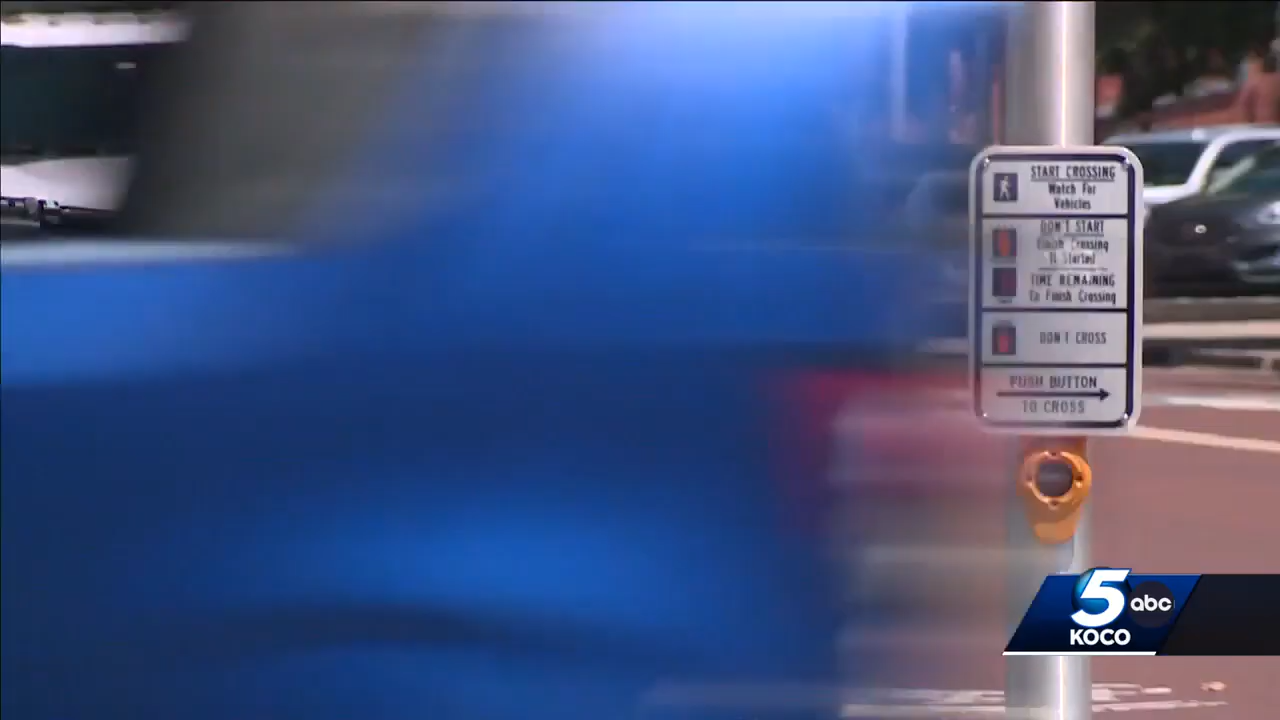 START CROSSING
Watch For
Vehicles
DON'T START
Finish Crossing
If Started
TIME REMAINING
To Finish Crossing
DON'T CROSS
PUSH BUTTON
TO CROSS
5
abc
KOCO